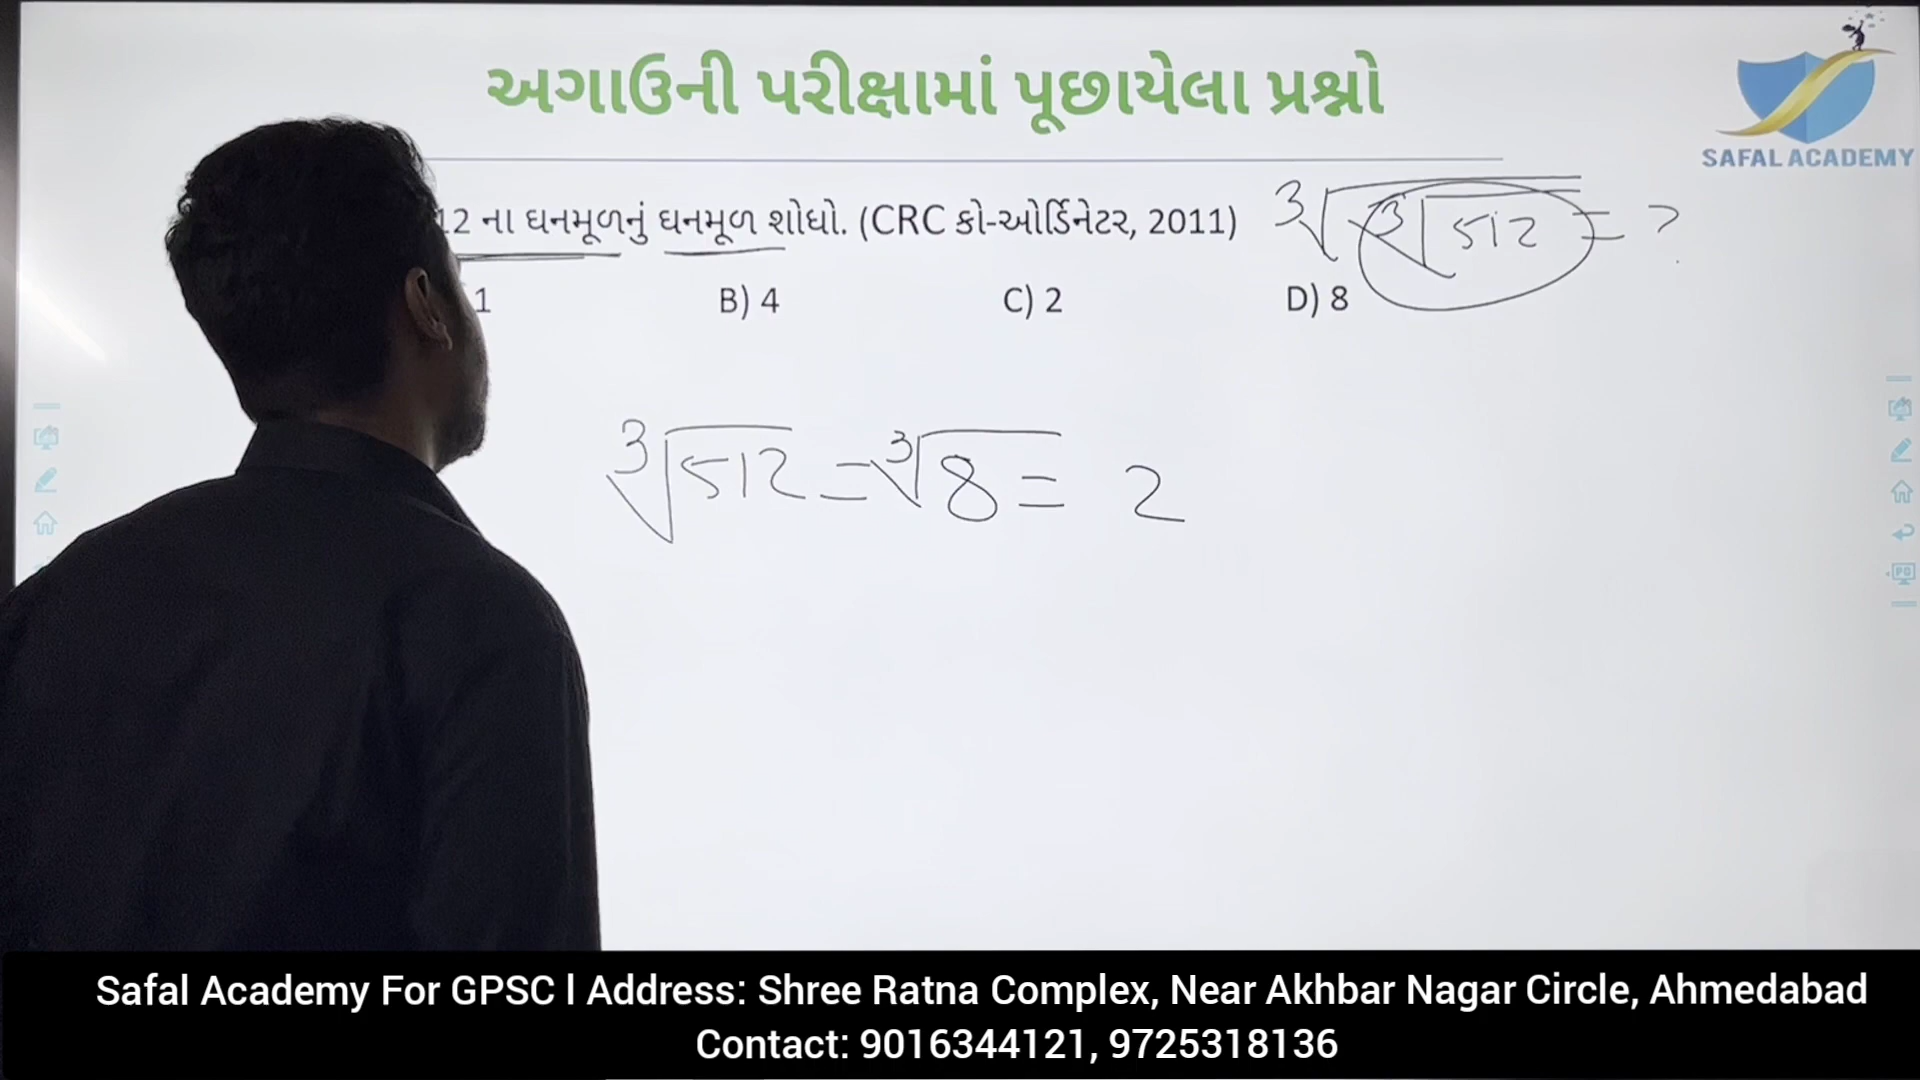 અગાઉની પરીક્ષામાં પૂછાયેલા પ્રશ્નો
SAFAL ACADEMY
12 ના ઘનમૂળનું ઘનમૂળ શોધો. (CRC કો-ઓર્ડિનેટર, 2011) ∛∛512 = ?
1 B) 4 C) 2 D) 8
∛512 = ∛8 = 2
Safal Academy For GPSC l Address: Shree Ratna Complex, Near Akhbar Nagar Circle, Ahmedabad
Contact: 9016344121, 9725318136